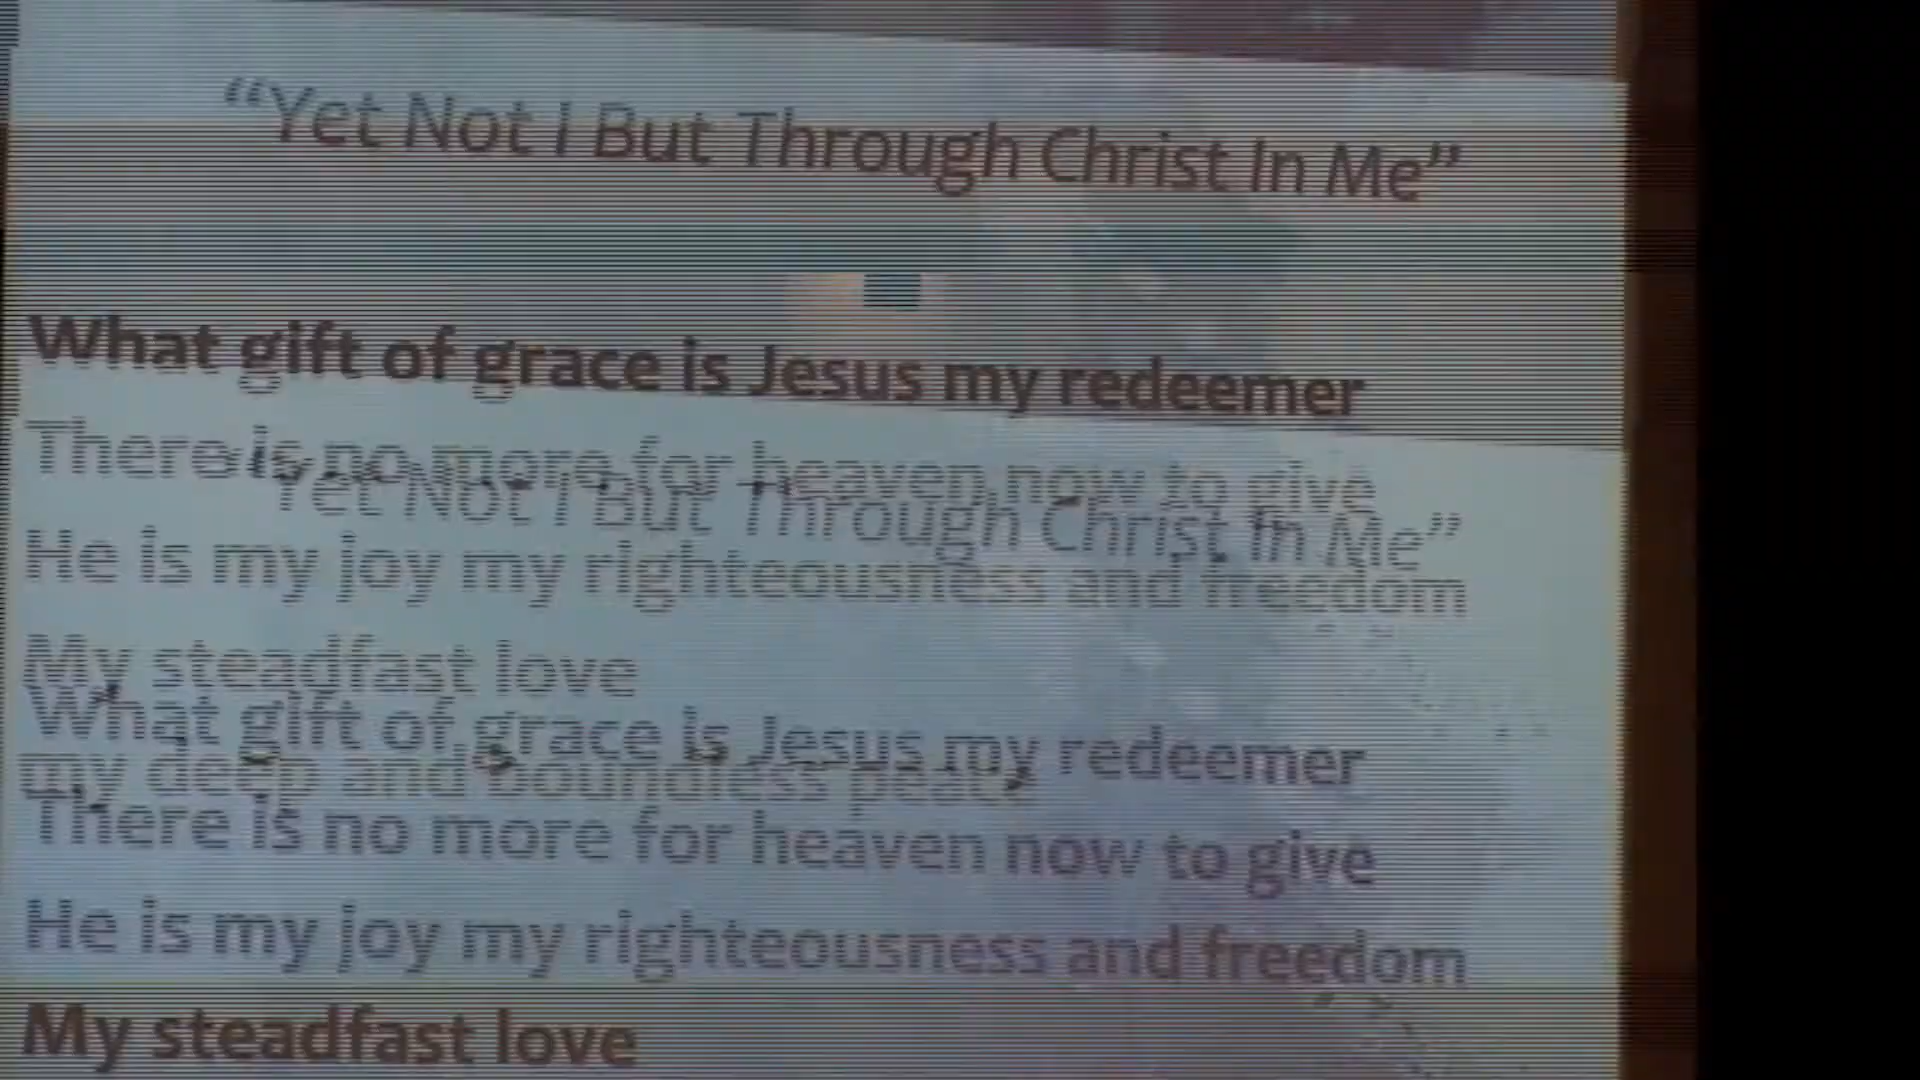 “Yet Not I But Through Christ In Me”
What gift of grace is Jesus my redeemer
There is no more for heaven now to give
Yet Not I But Through Christ In Me”
He is my joy my righteousness and freedom
My steadfast love
What gift of grace is Jesus my redeemer
my deep and boundless peace
There is no more for heaven now to give
He is my joy my righteousness and freedom
My steadfast love